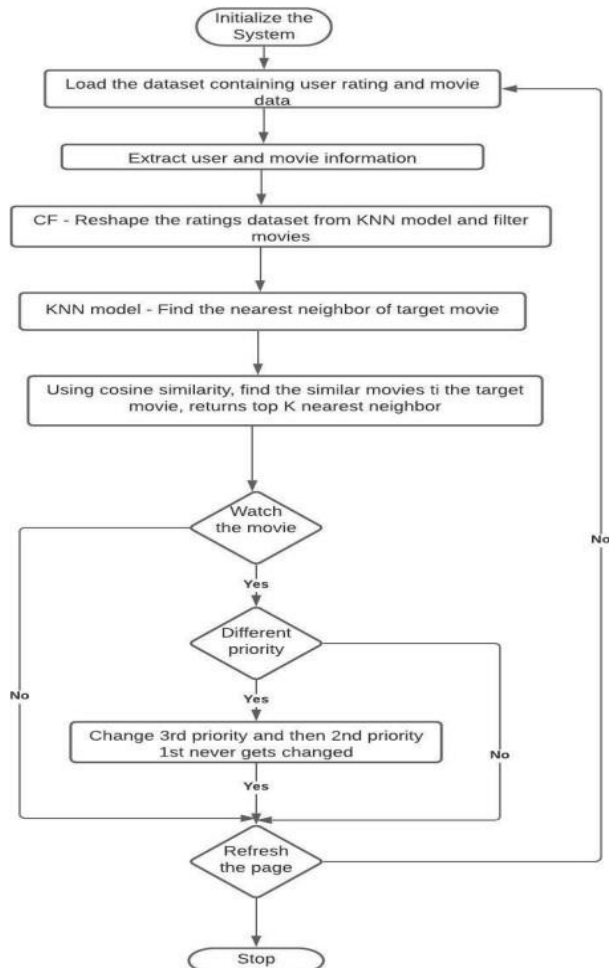 Initialize the
System
Load the dataset containing user rating and movie
data
Extract user and movie information
CF - Reshape the ratings dataset from KNN model and filter
movies
KNN model - Find the nearest neighbor of target movie
Using cosine similarity, find the similar movies ti the target
movie, returns top K nearest neighbor
Watch
the movie
No
Yes
Different
priority
No
Yes
Change 3rd priority and then 2nd priority
1st never gets changed
No
Yes
Refresh
the page
Stop